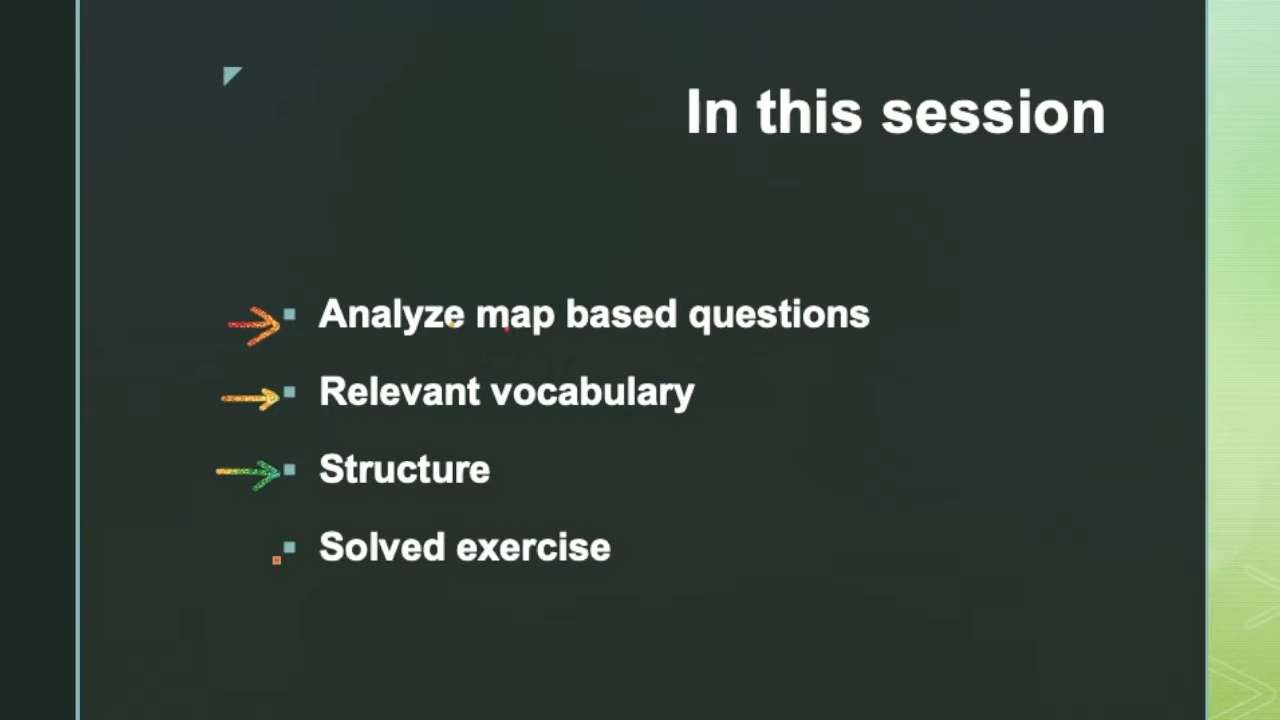 In this session
Analyze map based questions
Relevant vocabulary
Structure
Solved exercise